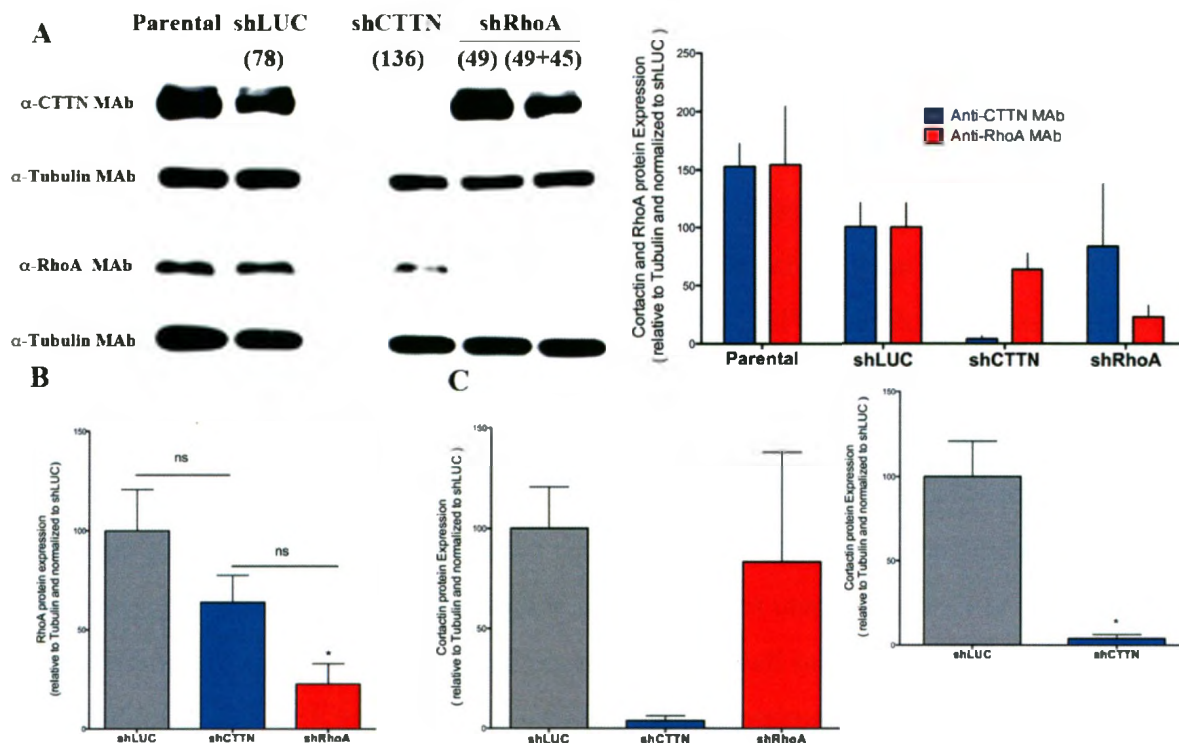 A
Parental shLUC shCTTN shRhoA
(78) (136) (49) (49+45)
α-CTTN MAb
α-Tubulin MAb
α-RhoA MAb
α-Tubulin MAb
Cortactin and RhoA protein Expression
(relative to Tubulin and normalized to shLUC )
250
200
150
100
50
0
Anti-CTTN MAb
Anti-RhoA MAb
Parental shLUC shCTTN shRhoA
B
RhoA protein expression
(relative to Tubulin and normalized to shLUC)
150
100
50
0
ns
ns
*
shLUC shCTTN shRhoA
C
Cortactin protein Expression
( relative to Tubulin and normalized to shLUC )
150
100
50
0
shLUC shCTTN shRhoA
Cortactin protein Expression
( relative to Tubulin and normalized to shLUC )
150
100
50
0
*
shLUC shCTTN